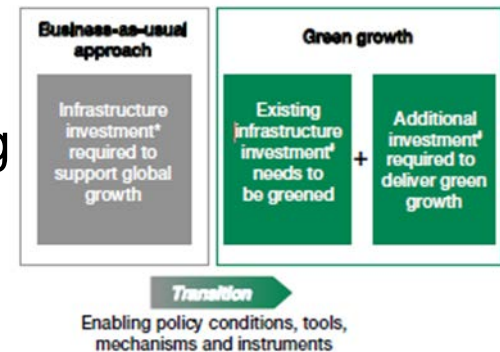 Business-as-usual
approach
Infrastructure
investment*
required to
support global
growth
Green growth
Existing
infrastructure
investment
needs to
be greened
+
Additional
investment
required to
deliver green
growth
Transition
Enabling policy conditions, tools,
mechanisms and instruments